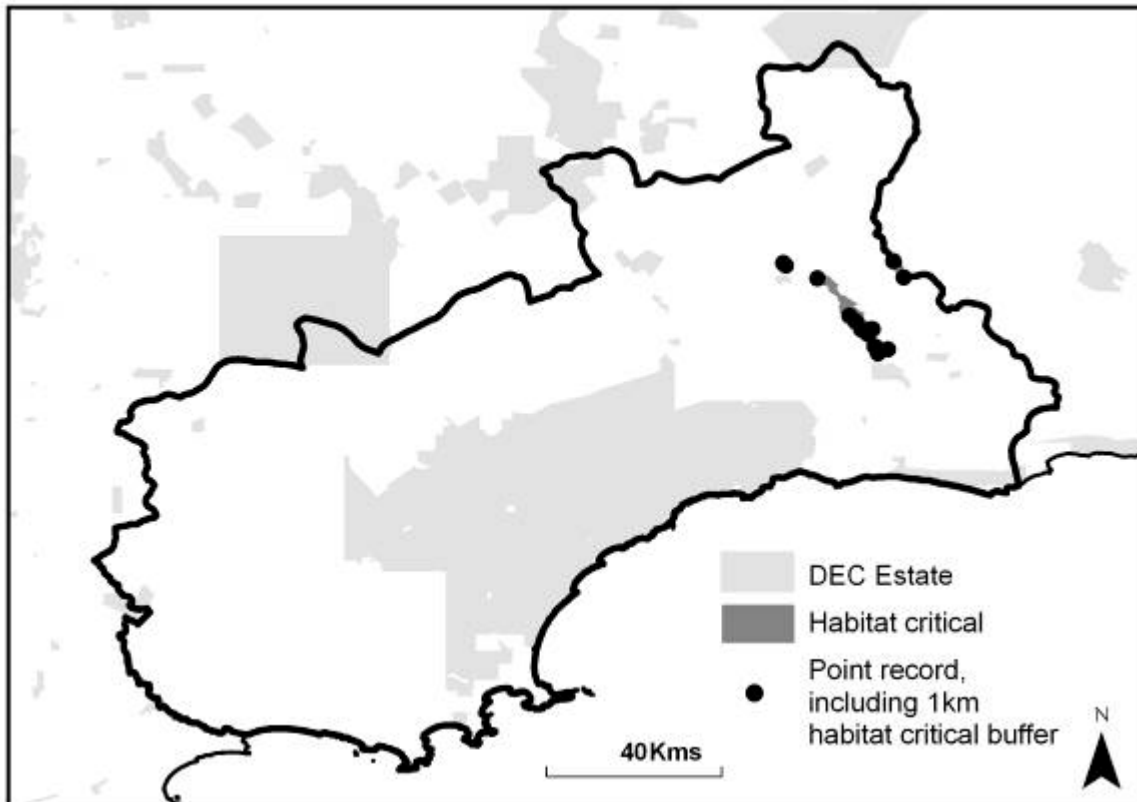 DEC Estate
Habitat critical
Point record,
including 1km
habitat critical buffer
N
40Kms